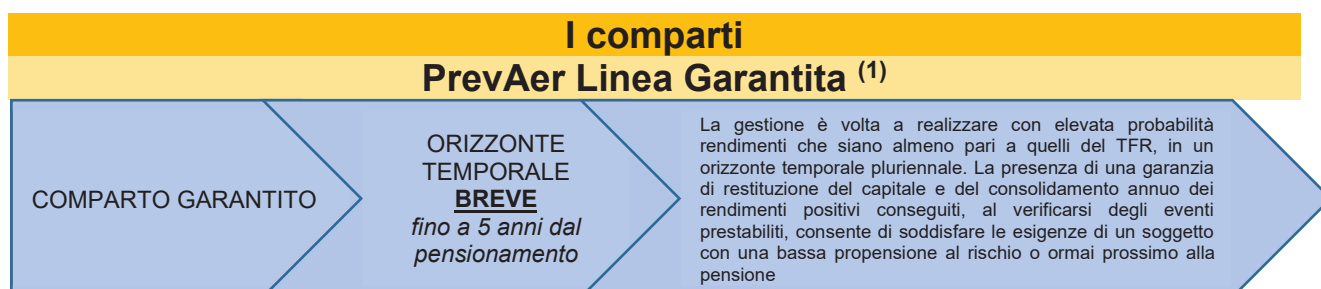 I comparti
PrevAer Linea Garantita (1)
COMPARTO GARANTITO
ORIZZONTE
TEMPORALE
BREVE
fino a 5 anni dal
pensionamento
La gestione è volta a realizzare con elevata probabilità
rendimenti che siano almeno pari a quelli del TFR, in un
orizzonte temporale pluriennale. La presenza di una garanzia
di restituzione del capitale e del consolidamento annuo dei
rendimenti positivi conseguiti, al verificarsi degli eventi
prestabiliti, consente di soddisfare le esigenze di un soggetto
con una bassa propensione al rischio o ormai prossimo alla
pensione